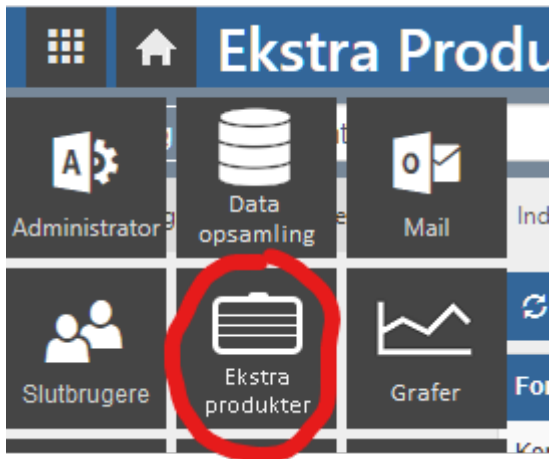 Ekstra Produ
Administrator
Data
opsamling
Mail
Ind
Slutbrugere
Ekstra
produkter
Grafer
For